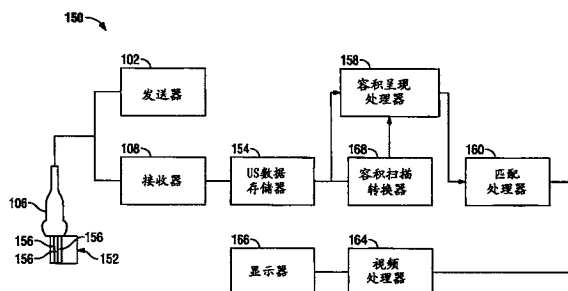 150
102
发送器
158
容积呈现
处理器
108
接收器
154
US数据
存储器
168
容积扫描
转换器
160
匹配
处理器
106
156
156
152
166
显示器
164
视频
处理器